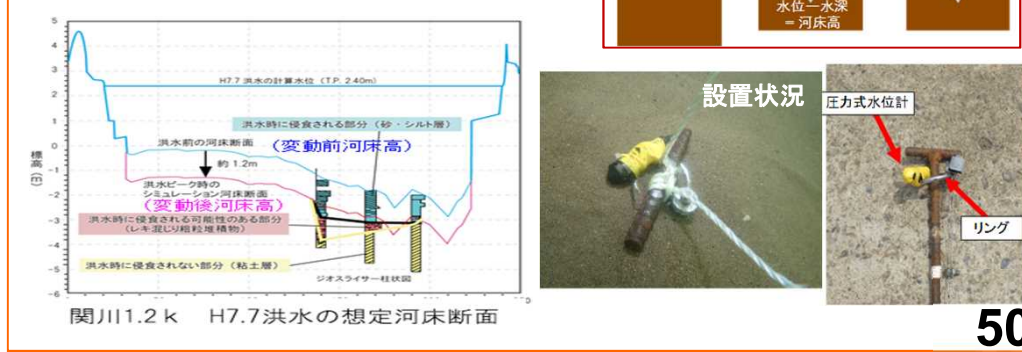 水位ー水深
＝河床高
5
4
3
2
1
0
-1
-2
-3
-4
-5
-6
標高(m)
H7.7 洪水の計算水位（T.P. 2.40m）
洪水時に侵食される部分（砂・シルト層）
洪水前の河床断面
（変動前河床高）
約 1.2m
洪水ピーク時の
シミュレーション河床断面
（変動後河床高）
洪水時に侵食される可能性のある部分
（レキ混じり粗粒堆積物）
洪水時に侵食されない部分（粘土層）
ジオスライサー柱状図
関川1.2ｋ　H7.7洪水の想定河床断面
設置状況
圧力式水位計
リング
50